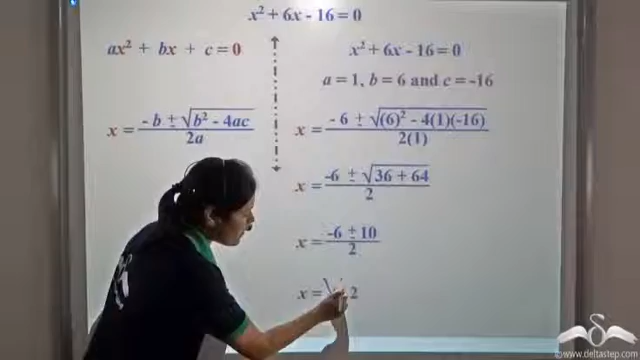 x² + 6x - 16 = 0
ax² + bx + c = 0
x = (-b ± √(b² - 4ac)) / 2a
x² + 6x - 16 = 0
a = 1, b = 6 and c = -16
x = (-6 ± √((6)² - 4(1)(-16))) / 2(1)
x = (-6 ± √(36 + 64)) / 2
x = (-6 ± 10) / 2
x = 2
www.deltastep.com